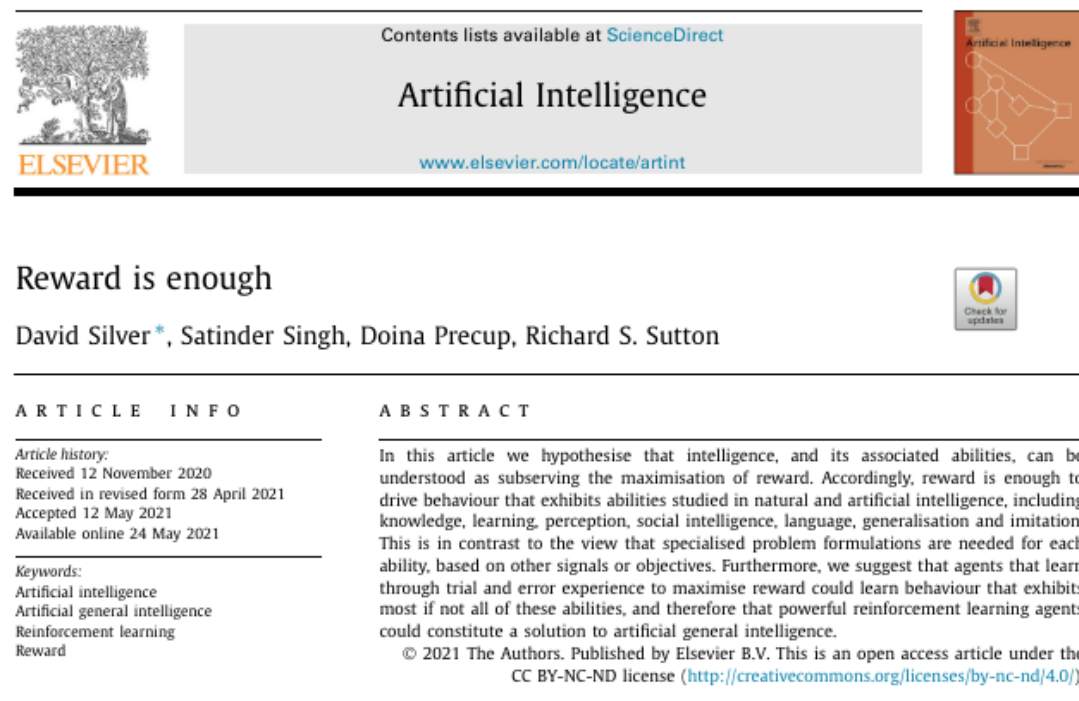 Contents lists available at ScienceDirect
Artificial Intelligence
www.elsevier.com/locate/artint
ELSEVIER
Artificial Intelligence
Reward is enough
Check for
updates
David Silver *, Satinder Singh, Doina Precup, Richard S. Sutton
ARTICLE INFO
Article history:
Received 12 November 2020
Received in revised form 28 April 2021
Accepted 12 May 2021
Available online 24 May 2021
Keywords:
Artificial intelligence
Artificial general intelligence
Reinforcement learning
Reward
ABSTRACT
In this article we hypothesise that intelligence, and its associated abilities, can be
understood as subserving the maximisation of reward. Accordingly, reward is enough to
drive behaviour that exhibits abilities studied in natural and artificial intelligence, including
knowledge, learning, perception, social intelligence, language, generalisation and imitation
This is in contrast to the view that specialised problem formulations are needed for each
ability, based on other signals or objectives. Furthermore, we suggest that agents that learn
through trial and error experience to maximise reward could learn behaviour that exhibits
most if not all of these abilities, and therefore that powerful reinforcement learning agents
could constitute a solution to artificial general intelligence.
© 2021 The Authors. Published by Elsevier B.V. This is an open access article under the
CC BY-NC-ND license (http://creativecommons.org/licenses/by-nc-nd/4.0/)